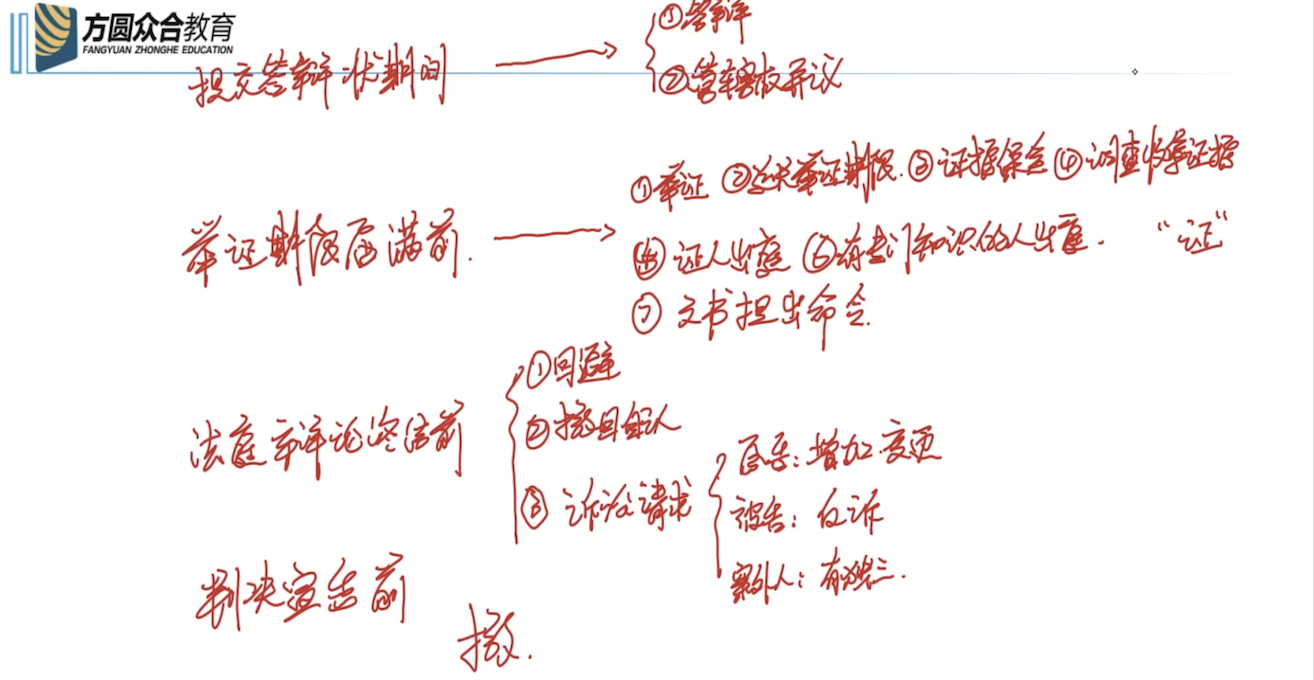 方圆众合教育
FANGYUAN ZHONGHE EDUCATION
提交答辩状期间
①答辩
②管辖权异议
举证期限届满前.
①举证 ②延长举证期限. ③证据保全 ④调查收集证据
⑤证人出庭 ⑥有专门知识的人出庭. “证”
⑦文书提出命令.
法庭辩论终结前
①回避
②撤回自认
③诉讼请求
原告: 增加.变更
被告: 反诉
案外人: 有独三.
判决宣告前
撤.